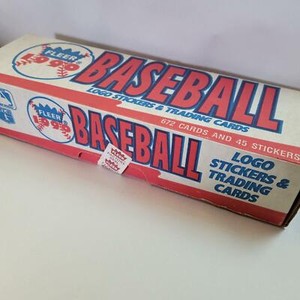 FLEER
1990
BASEBALL
LOGO STICKERS & TRADING CARDS
672 CARDS AND 45 STICKERS
FLEER
1990
BASEBALL
LOGO
STICKERS &
TRADING
CARDS